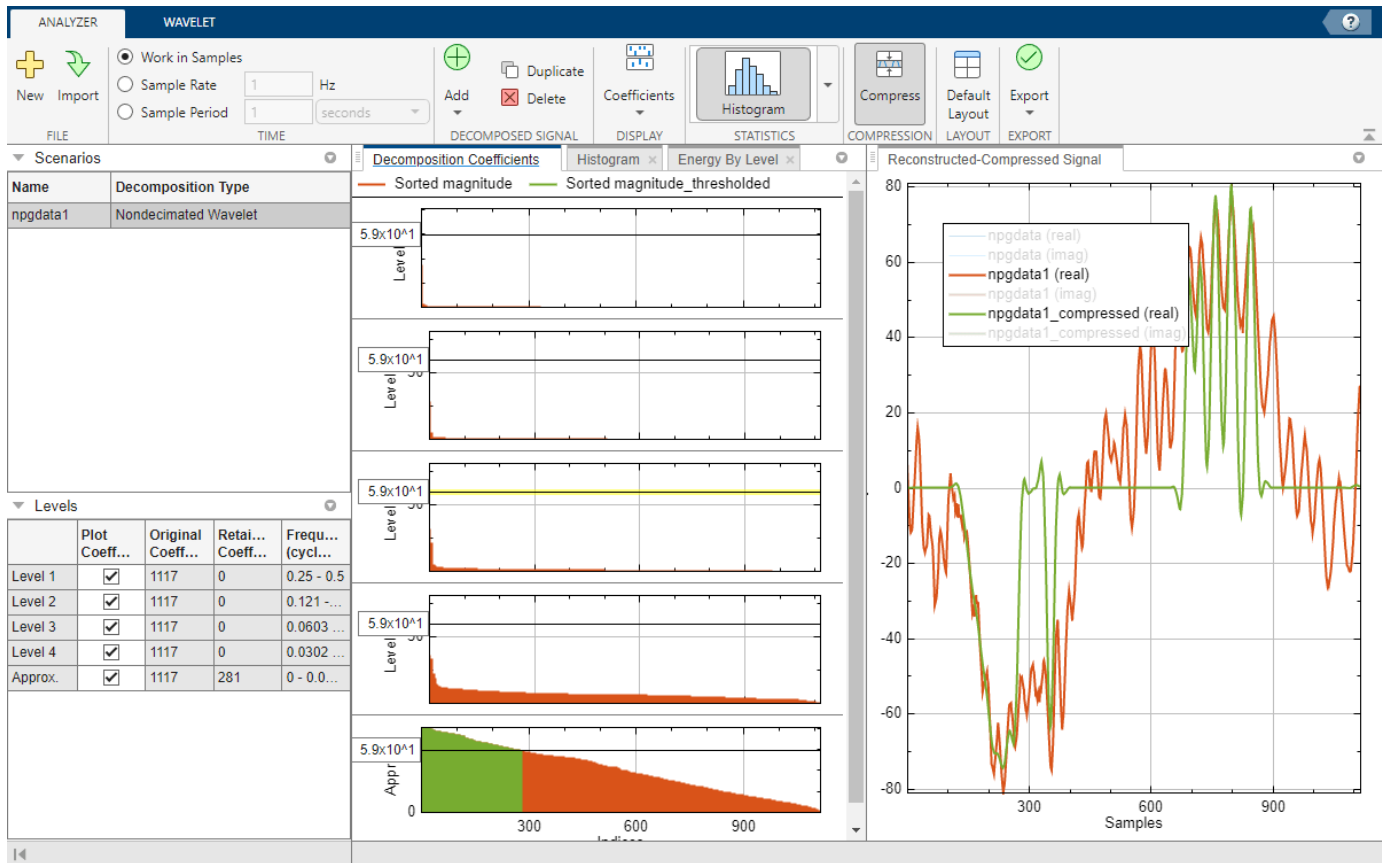 ANALYZER WAVELET ?
New Import
Work in Samples
Sample Rate 1 Hz
Sample Period 1 seconds
Add
Duplicate
Delete
Coefficients
Histogram
Compress
Default
Layout
Export
FILE TIME DECOMPOSED SIGNAL DISPLAY STATISTICS COMPRESSION LAYOUT EXPORT
Scenarios
Name Decomposition Type
npgdata1 Nondecimated Wavelet
Levels
Plot Original Retai... Frequ...
Coeff... Coeff... Coeff... (cycl...
Level 1 1117 0 0.25 - 0.5
Level 2 1117 0 0.121 -...
Level 3 1117 0 0.0603 ...
Level 4 1117 0 0.0302 ...
Approx. 1117 281 0 - 0.0...
Decomposition Coefficients Histogram × Energy By Level ×
Sorted magnitude Sorted magnitude_thresholded
5.9x10^1
Level
5.9x10^1
Level
5.9x10^1
Level
5.9x10^1
Level
5.9x10^1
Appr
0
300 600 900
Indices
Reconstructed-Compressed Signal
80
60
40
20
0
-20
-40
-60
-80
npgdata (real)
npgdata (imag)
npgdata1 (real)
npgdata1 (imag)
npgdata1_compressed (real)
npgdata1_compressed (imag)
300 600 900
Samples